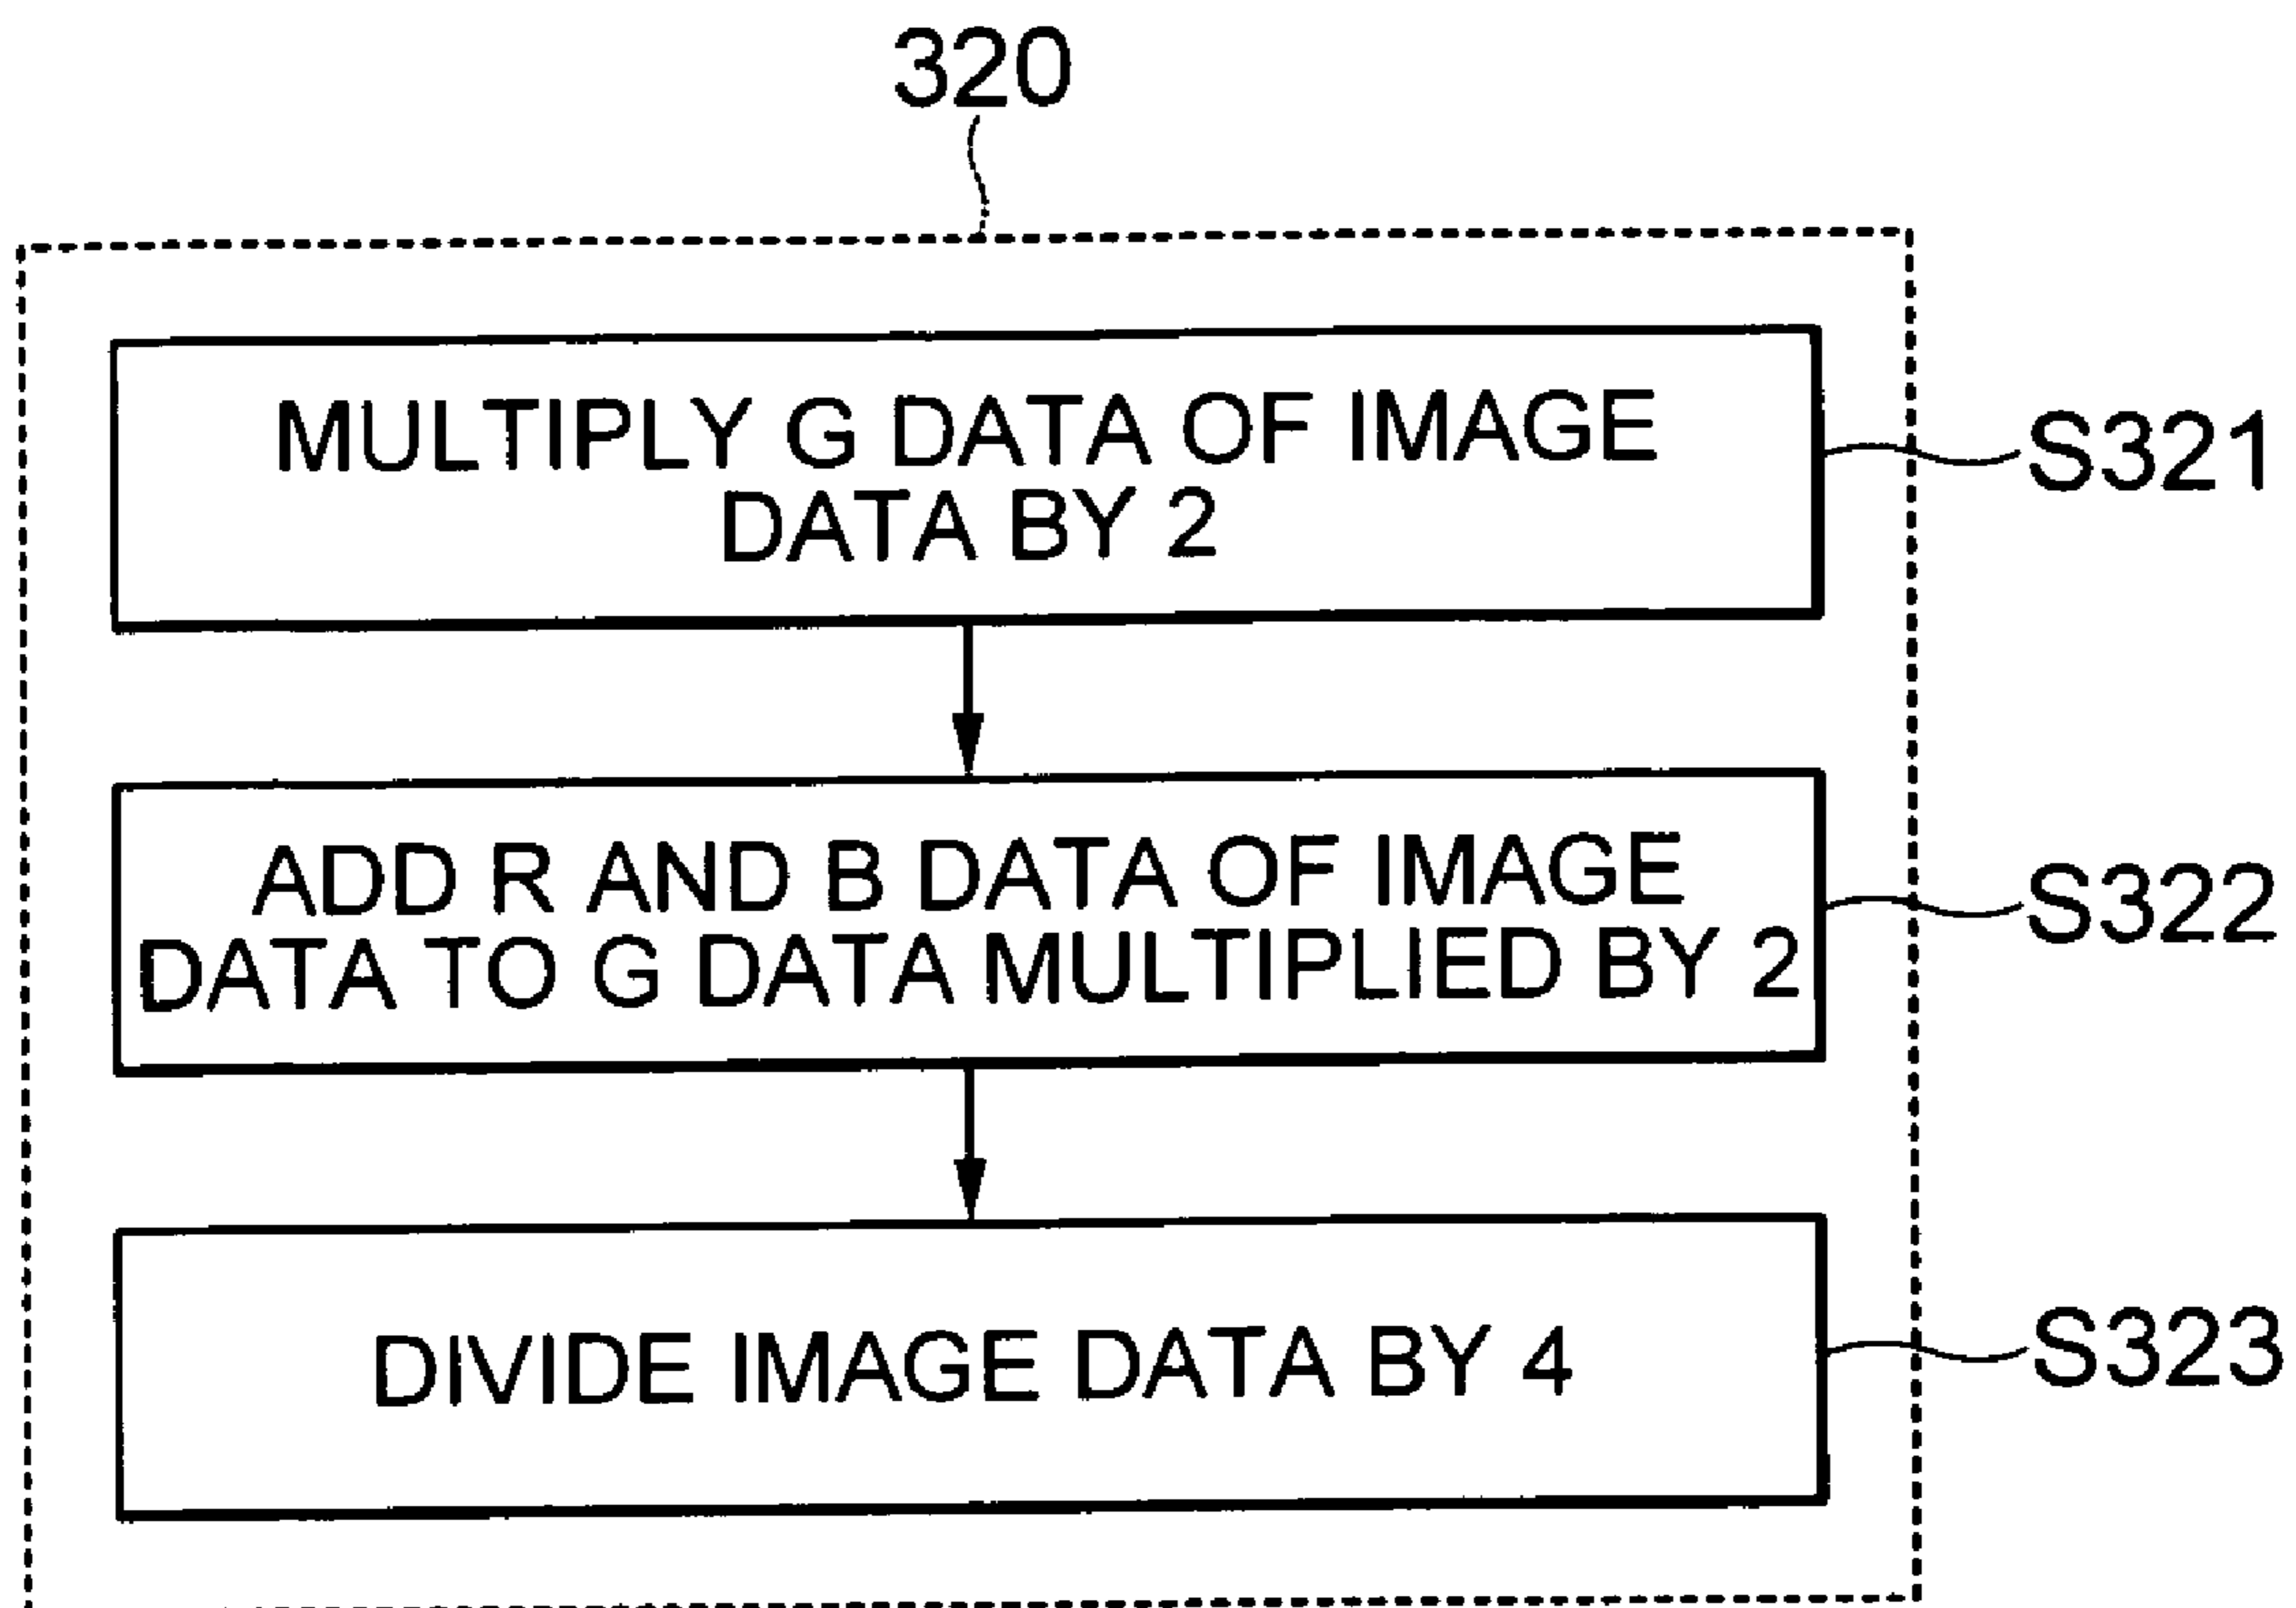 320
MULTIPLY G DATA OF IMAGE
DATA BY 2
S321
ADD R AND B DATA OF IMAGE
DATA TO G DATA MULTIPLIED BY 2
S322
DIVIDE IMAGE DATA BY 4
S323